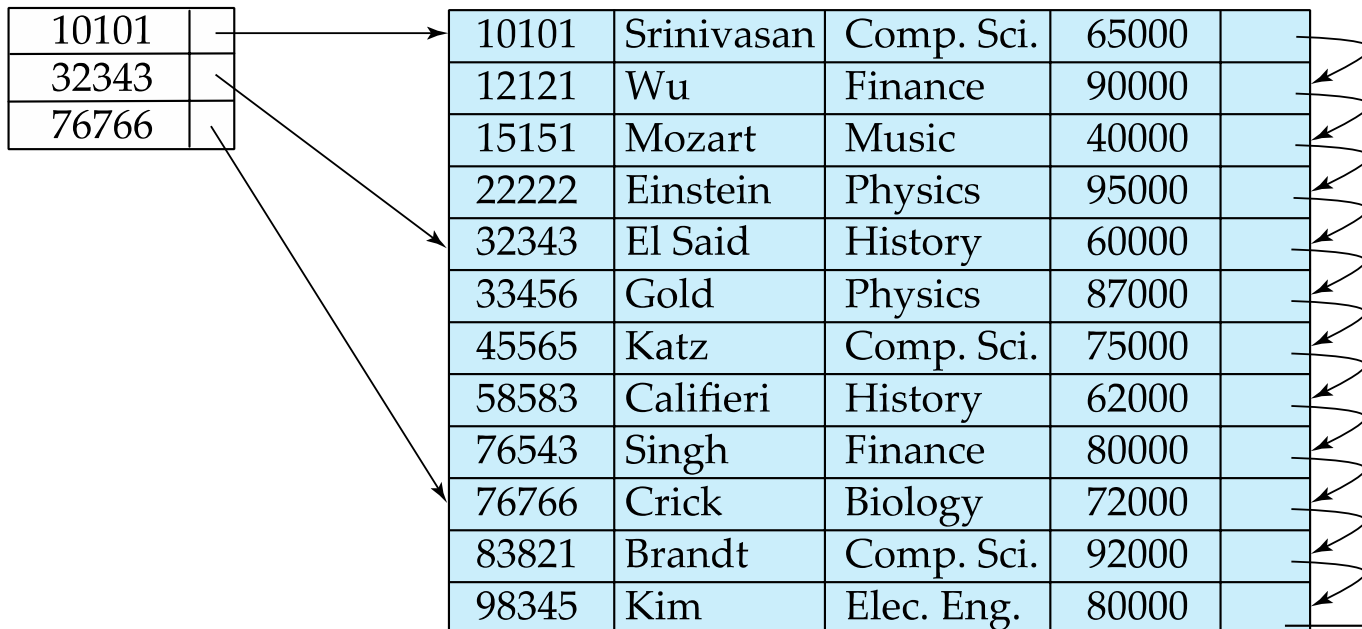 10101
32343
76766
10101 Srinivasan Comp. Sci. 65000
12121 Wu Finance 90000
15151 Mozart Music 40000
22222 Einstein Physics 95000
32343 El Said History 60000
33456 Gold Physics 87000
45565 Katz Comp. Sci. 75000
58583 Califieri History 62000
76543 Singh Finance 80000
76766 Crick Biology 72000
83821 Brandt Comp. Sci. 92000
98345 Kim Elec. Eng. 80000